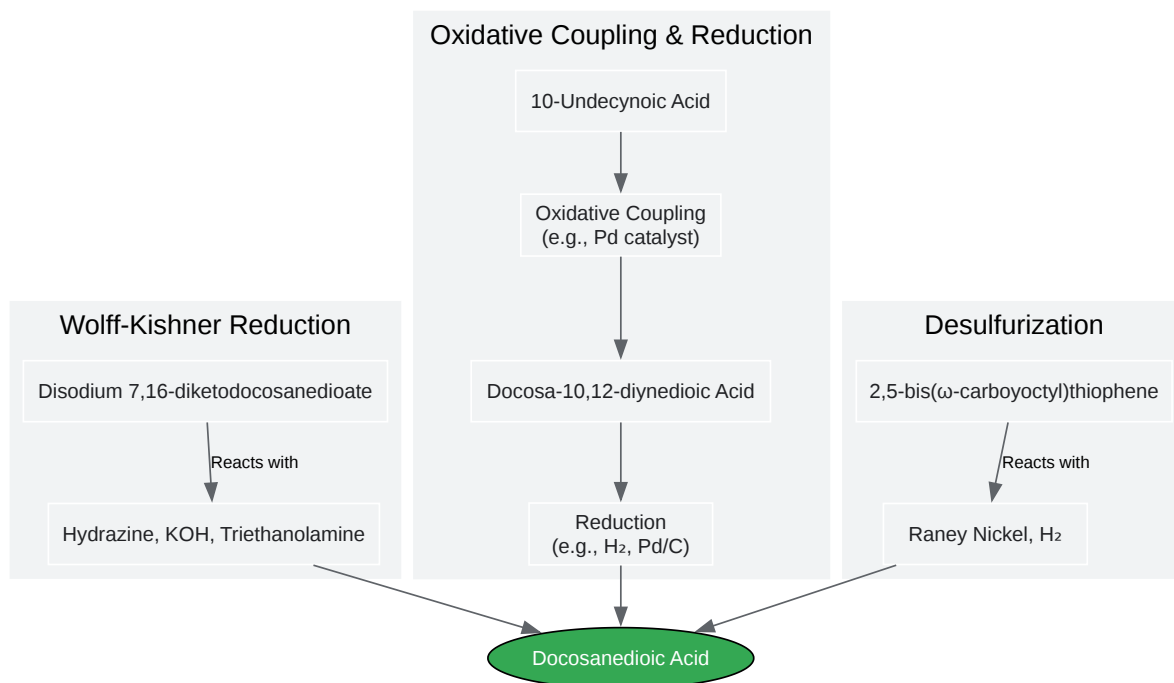 Oxidative Coupling & Reduction
10-Undecynoic Acid
Oxidative Coupling
(e.g., Pd catalyst)
Docosa-10,12-diynedioic Acid
Reduction
(e.g., H₂, Pd/C)
Wolff-Kishner Reduction
Disodium 7,16-diketodocosanedioate
Reacts with
Hydrazine, KOH, Triethanolamine
Desulfurization
2,5-bis(ω-carboyoctyl)thiophene
Reacts with
Raney Nickel, H₂
Docosanedioic Acid